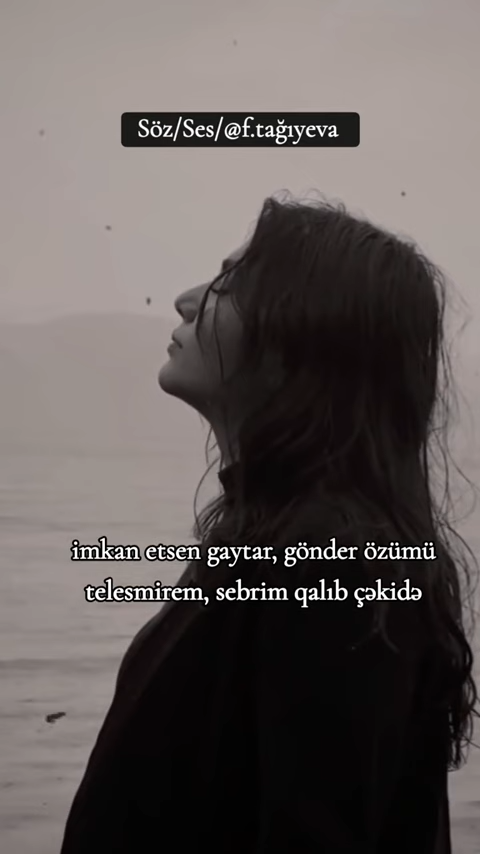 Söz/Ses/@f.tağıyeva
imkan etsen gaytar, gönder özümü
telesmirem, sebrim qalıb çəkidə